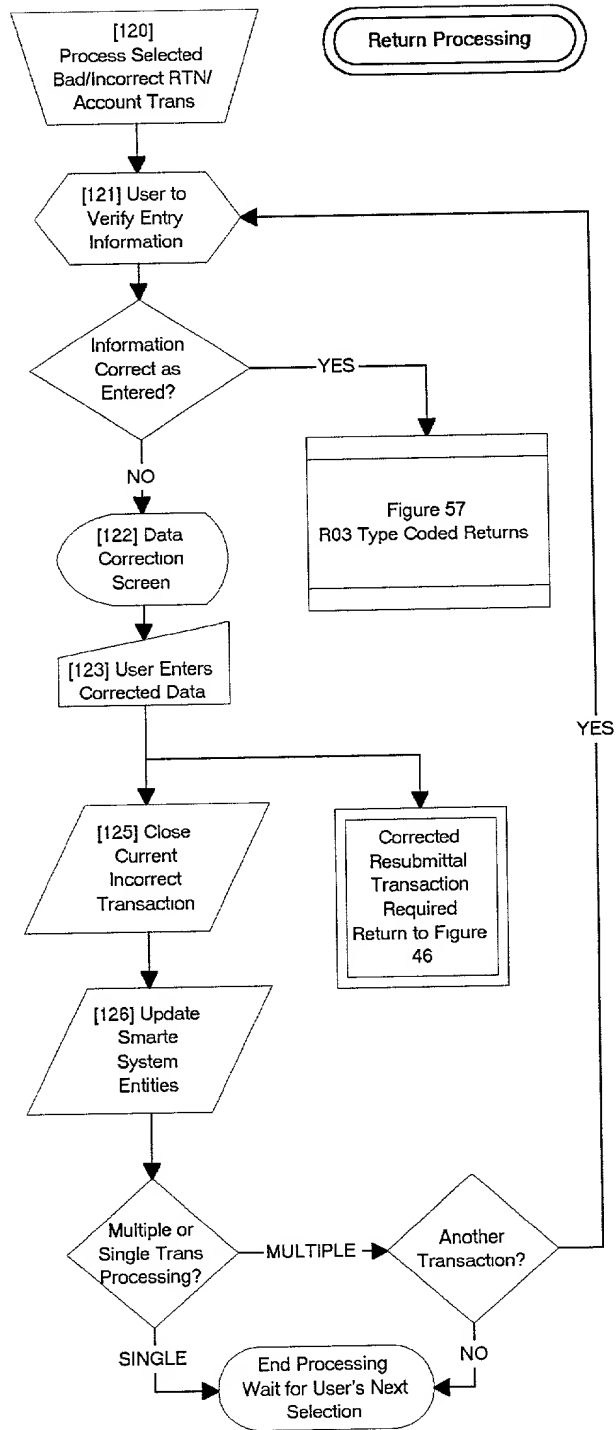 [120]
Process Selected
Bad/Incorrect RTN/
Account Trans
Return Processing
[121] User to
Verify Entry
Information
Information
Correct as
Entered?
YES
NO
Figure 57
R03 Type Coded Returns
[122] Data
Correction
Screen
[123] User Enters
Corrected Data
YES
[125] Close
Current
Incorrect
Transaction
Corrected
Resubmittal
Transaction
Required
Return to Figure
46
[126] Update
Smarte
System
Entities
Multiple or
Single Trans
Processing?
MULTIPLE
Another
Transaction?
SINGLE
NO
End Processing
Wait for User's Next
Selection